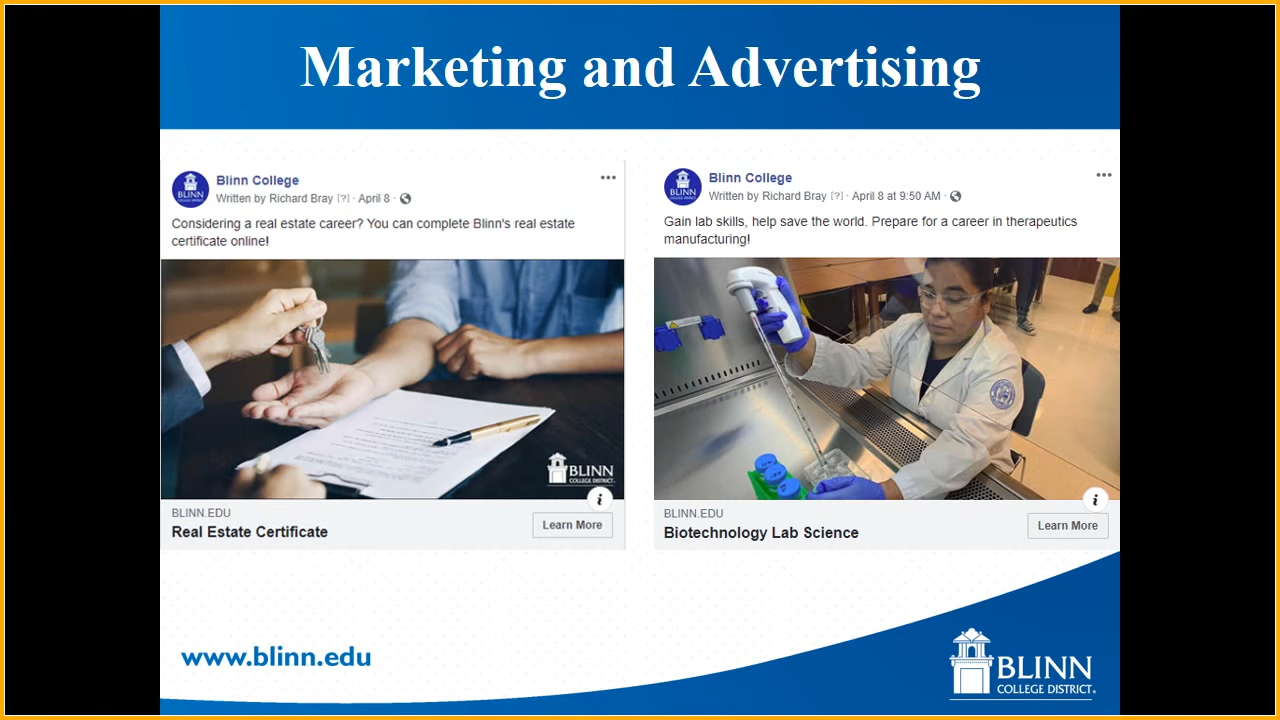 Marketing and Advertising
Blinn College
Written by Richard Bray [?] · April 8 ·
Considering a real estate career? You can complete Blinn's real estate
certificate online!
BLINN
COLLEGE DISTRICT
BLINN.EDU
Real Estate Certificate
Learn More
Blinn College
Written by Richard Bray [?] · April 8 at 9:50 AM ·
Gain lab skills, help save the world. Prepare for a career in therapeutics
manufacturing!
BLINN.EDU
Biotechnology Lab Science
Learn More
www.blinn.edu
BLINN
COLLEGE DISTRICT